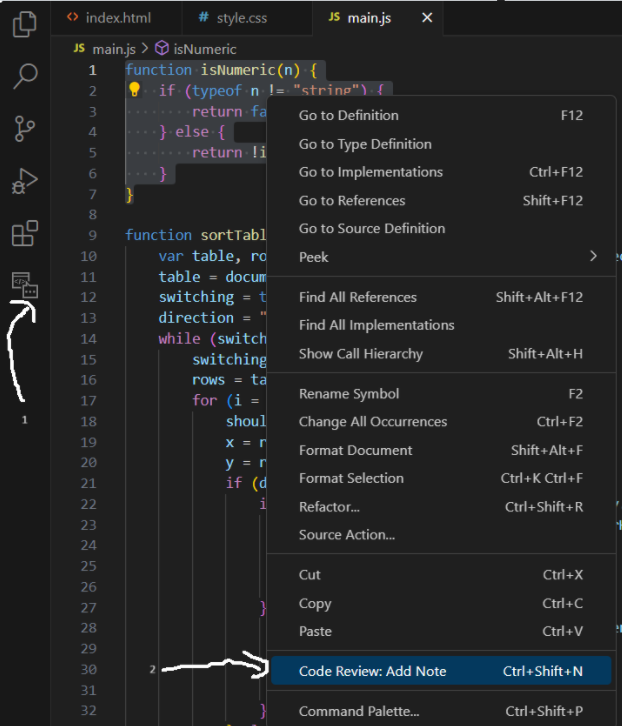 <> index.html
# style.css
JS main.js ×
JS main.js > isNumeric
1 function isNumeric(n) {
2 if (typeof n != "string") {
3 return fa
4 } else {
5 return !i
6 }
7 }
8
9 function sortTabl
10 var table, ro
11 table = docum
12 switching = t
13 direction = "
14 while (switch
15 switching
16 rows = ta
17 for (i =
18 shoul
19 x = r
20 y = r
21 if (d
22 i
23
24
25
26
27 }
28
29
30
31
32 }
Go to Definition F12
Go to Type Definition
Go to Implementations Ctrl+F12
Go to References Shift+F12
Go to Source Definition
Peek >
Find All References Shift+Alt+F12
Find All Implementations
Show Call Hierarchy Shift+Alt+H
Rename Symbol F2
Change All Occurrences Ctrl+F2
Format Document Shift+Alt+F
Format Selection Ctrl+K Ctrl+F
Refactor... Ctrl+Shift+R
Source Action...
Cut Ctrl+X
Copy Ctrl+C
Paste Ctrl+V
Code Review: Add Note Ctrl+Shift+N
Command Palette... Ctrl+Shift+P
1
2